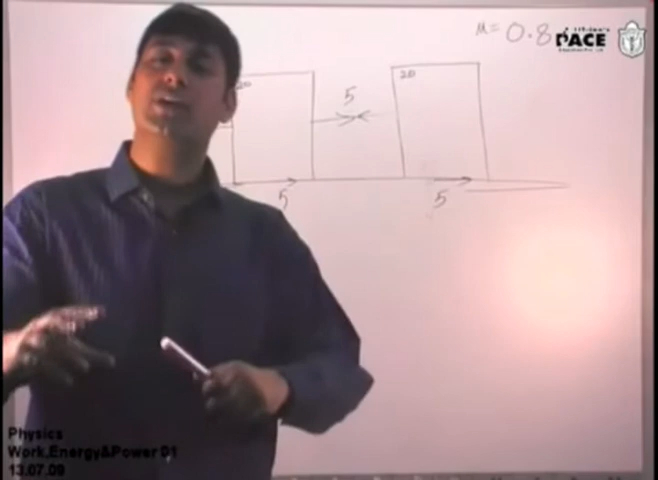 μ = 0.8
PACE
20
20
5
5
5
Physics
Work,Energy&Power 01
13.07.09